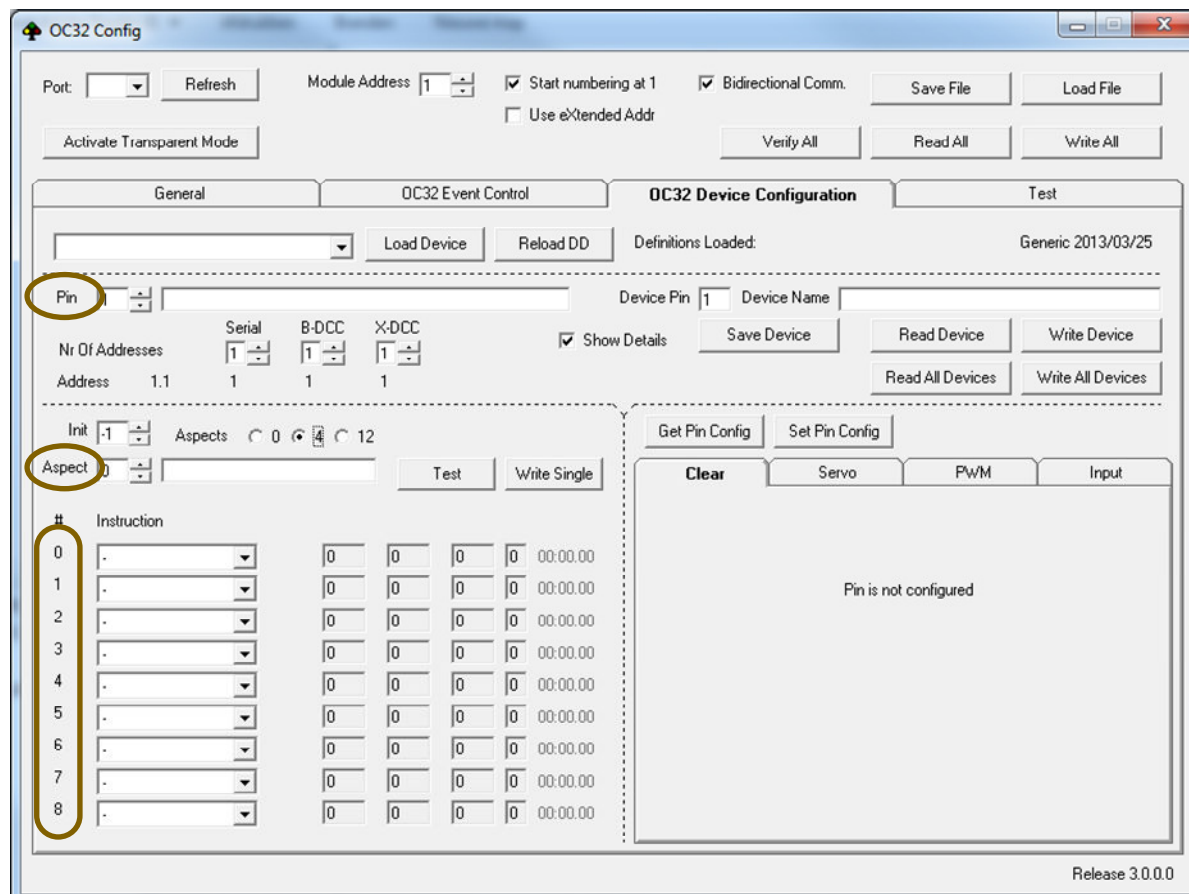 OC32 Config
Port: Refresh Module Address 1 Start numbering at 1 Bidirectional Comm. Save File Load File
Use eXtended Addr
Activate Transparent Mode Verify All Read All Write All
General OC32 Event Control OC32 Device Configuration Test
Load Device Reload DD Definitions Loaded: Generic 2013/03/25
Pin 1 Device Pin 1 Device Name
Serial B-DCC X-DCC Show Details Save Device Read Device Write Device
Nr Of Addresses 1 1 1
Address 1.1 1 1 1 Read All Devices Write All Devices
Init -1 Aspects 0 4 12 Get Pin Config Set Pin Config
Aspect 0 Test Write Single Clear Servo PWM Input
# Instruction
0 - 0 0 0 0 00:00.00
1 - 0 0 0 0 00:00.00 Pin is not configured
2 - 0 0 0 0 00:00.00
3 - 0 0 0 0 00:00.00
4 - 0 0 0 0 00:00.00
5 - 0 0 0 0 00:00.00
6 - 0 0 0 0 00:00.00
7 - 0 0 0 0 00:00.00
8 - 0 0 0 0 00:00.00
Release 3.0.0.0